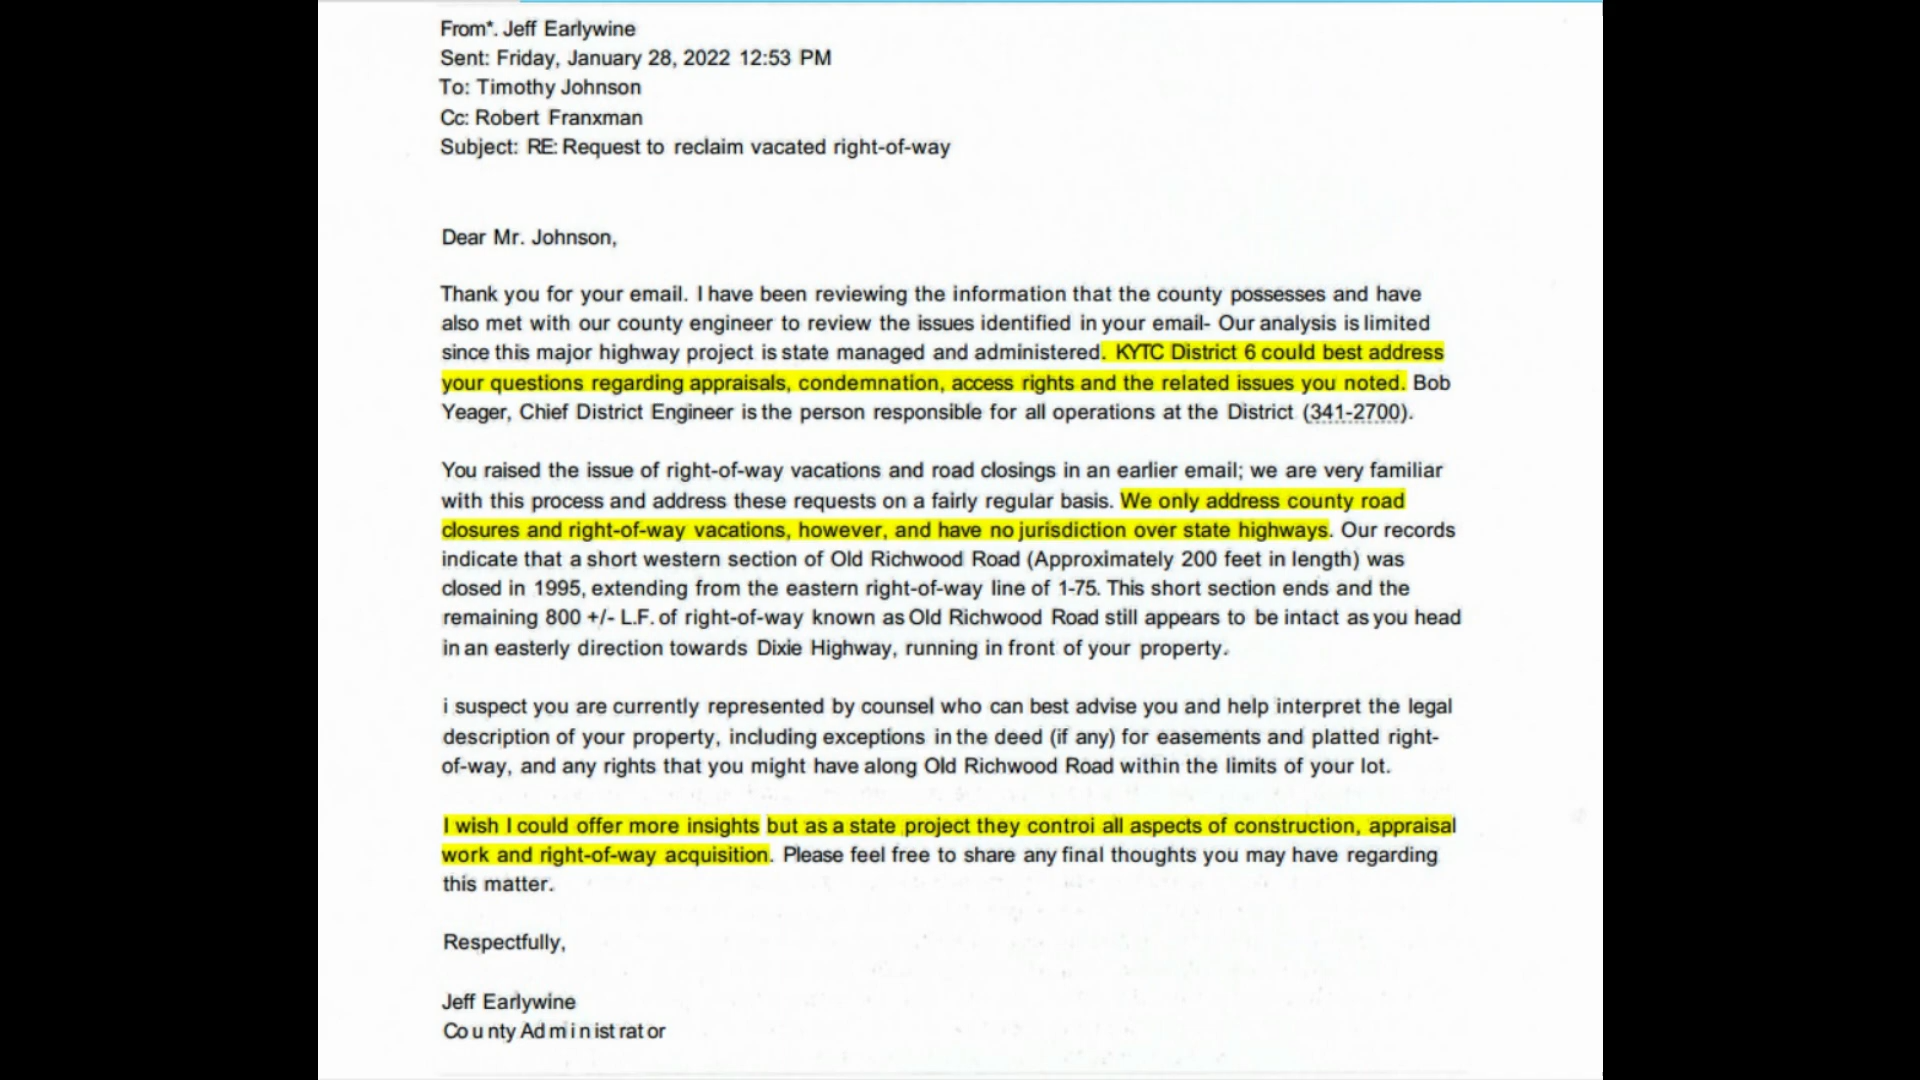 From*. Jeff Earlywine
Sent: Friday, January 28, 2022 12:53 PM
To: Timothy Johnson
Cc: Robert Franxman
Subject: RE: Request to reclaim vacated right-of-way
Dear Mr. Johnson,
Thank you for your email. I have been reviewing the information that the county possesses and have
also met with our county engineer to review the issues identified in your email- Our analysis is limited
since this major highway project is state managed and administered. KYTC District 6 could best address
your questions regarding appraisals, condemnation, access rights and the related issues you noted. Bob
Yeager, Chief District Engineer is the person responsible for all operations at the District (341-2700).
You raised the issue of right-of-way vacations and road closings in an earlier email; we are very familiar
with this process and address these requests on a fairly regular basis. We only address county road
closures and right-of-way vacations, however, and have no jurisdiction over state highways. Our records
indicate that a short western section of Old Richwood Road (Approximately 200 feet in length) was
closed in 1995, extending from the eastern right-of-way line of 1-75. This short section ends and the
remaining 800 +/- L.F. of right-of-way known as Old Richwood Road still appears to be intact as you head
in an easterly direction towards Dixie Highway, running in front of your property.
i suspect you are currently represented by counsel who can best advise you and help interpret the legal
description of your property, including exceptions in the deed (if any) for easements and platted right-
of-way, and any rights that you might have along Old Richwood Road within the limits of your lot.
I wish I could offer more insights but as a state project they controi all aspects of construction, appraisal
work and right-of-way acquisition. Please feel free to share any final thoughts you may have regarding
this matter.
Respectfully,
Jeff Earlywine
County Administrator